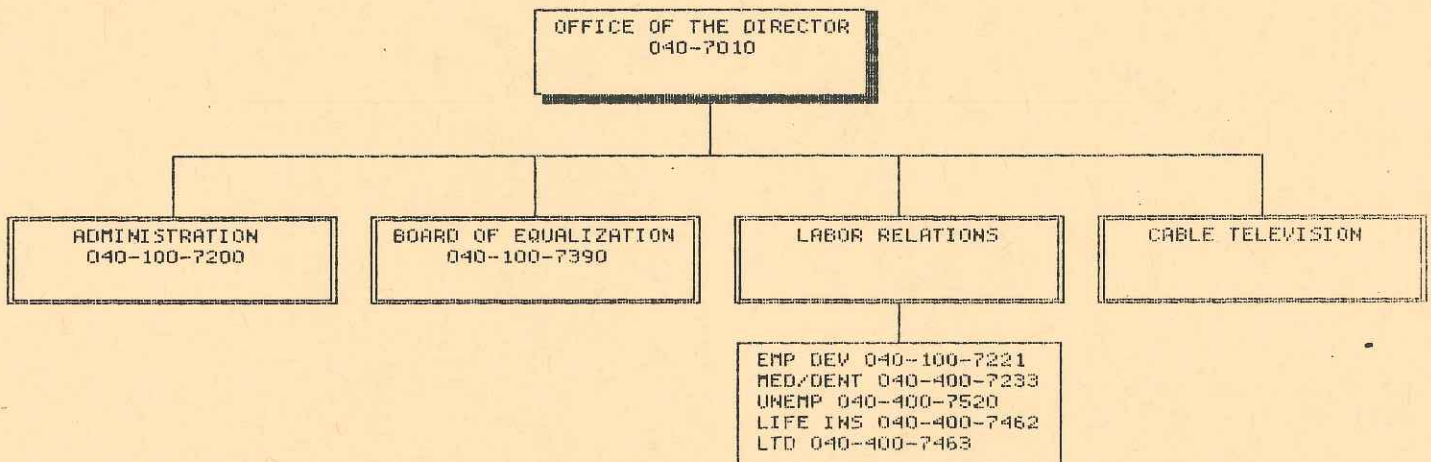 OFFICE OF THE DIRECTOR
040-7010
ADMINISTRATION
040-100-7200
BOARD OF EQUALIZATION
040-100-7390
LABOR RELATIONS
CABLE TELEVISION
EMP DEV 040-100-7221
MED/DENT 040-400-7233
UNEMP 040-400-7520
LIFE INS 040-400-7462
LTD 040-400-7463